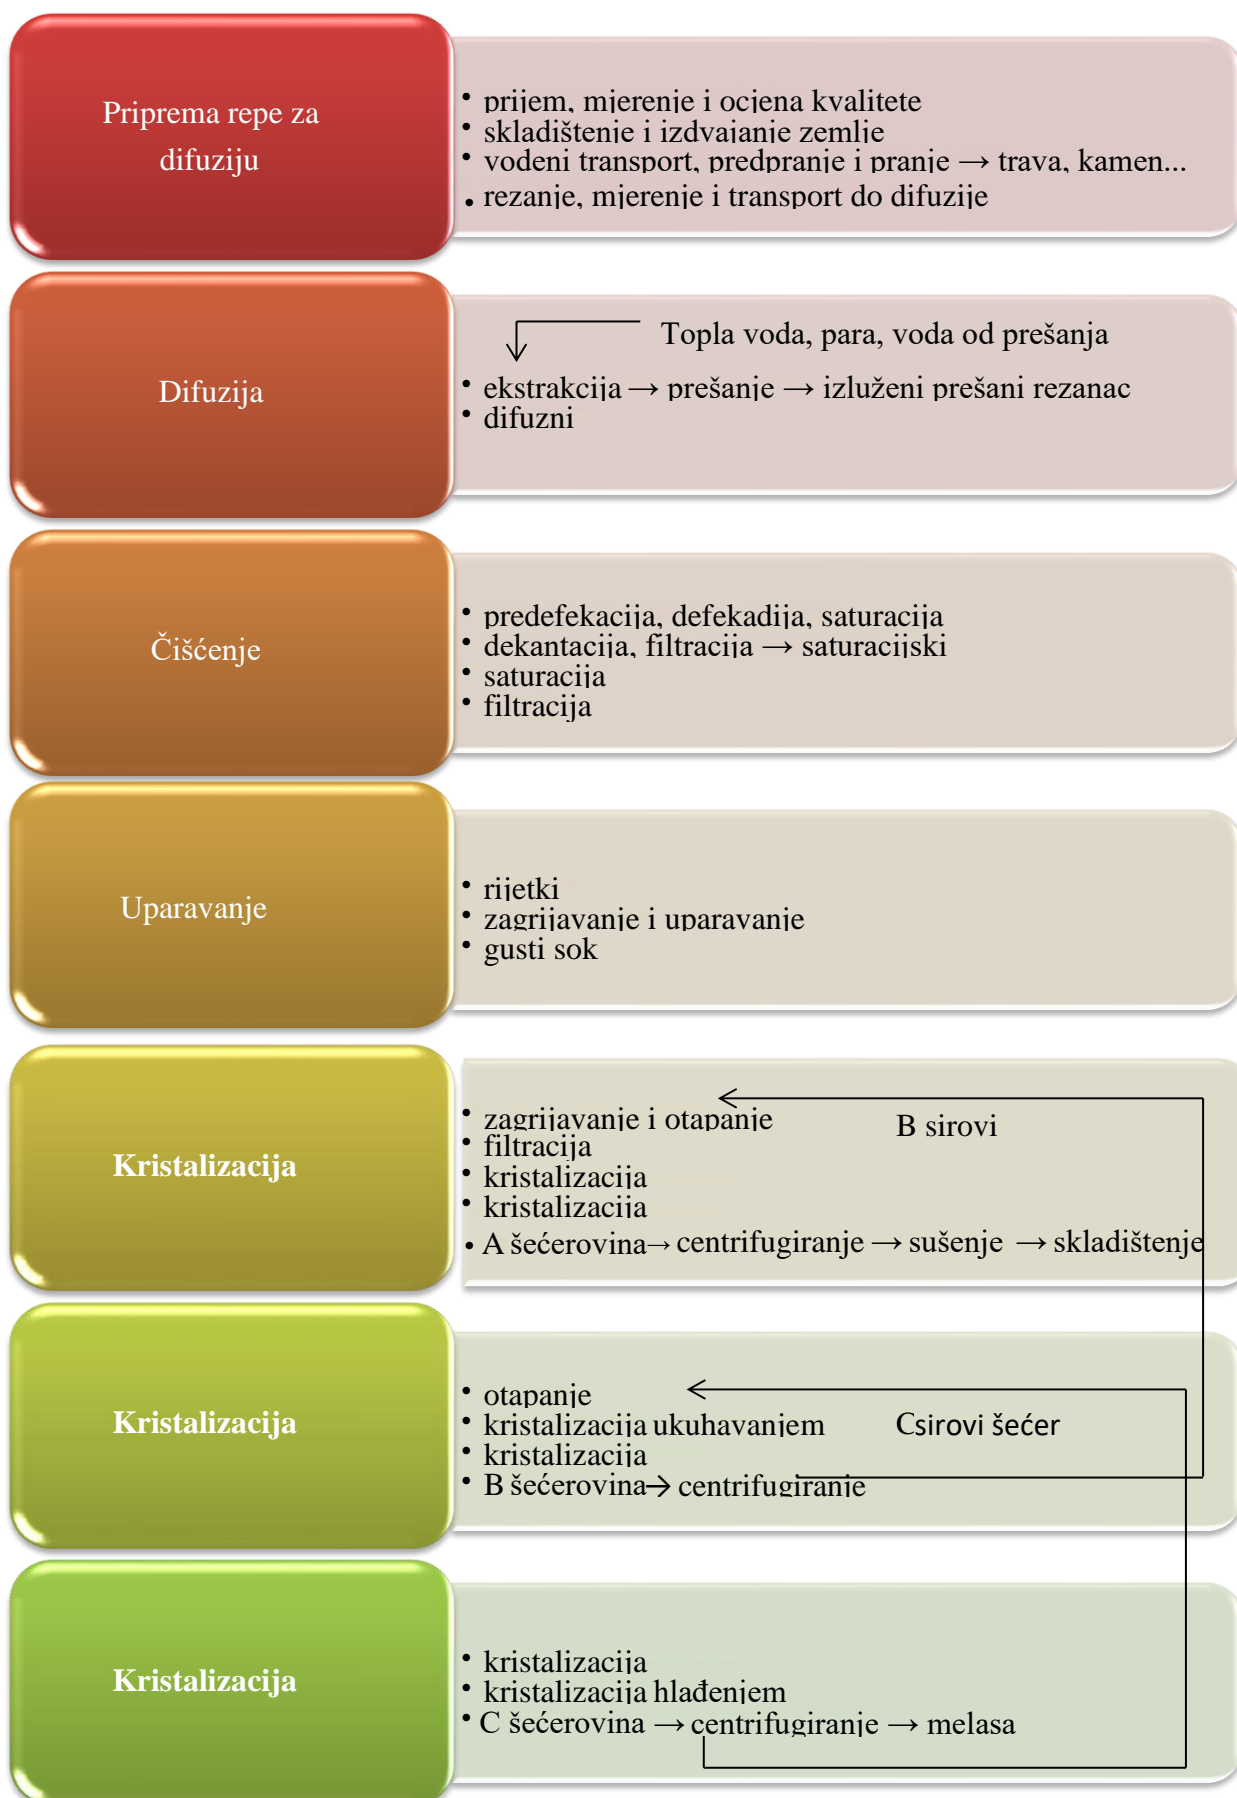 Priprema repe za
difuziju
• prijem, mjerenje i ocjena kvalitete
• skladištenje i izdvajanje zemlje
• vodeni transport, predpranje i pranje → trava, kamen...
• rezanje, mjerenje i transport do difuzije
Difuzija
Topla voda, para, voda od prešanja
• ekstrakcija → prešanje → izluženi prešani rezanac
• difuzni
Čišćenje
• predefekacija, defekadija, saturacija
• dekantacija, filtracija → saturacijski
• saturacija
• filtracija
Uparavanje
• rijetki
• zagrijavanje i uparavanje
• gusti sok
Kristalizacija
• zagrijavanje i otapanje
B sirovi
• filtracija
• kristalizacija
• kristalizacija
• A šećerovina → centrifugiranje → sušenje → skladištenje
Kristalizacija
• otapanje
• kristalizacija ukuhavanjem
Csirovi šećer
• kristalizacija
• B šećerovina → centrifugiranje
Kristalizacija
• kristalizacija
• kristalizacija hlađenjem
• C šećerovina → centrifugiranje → melasa